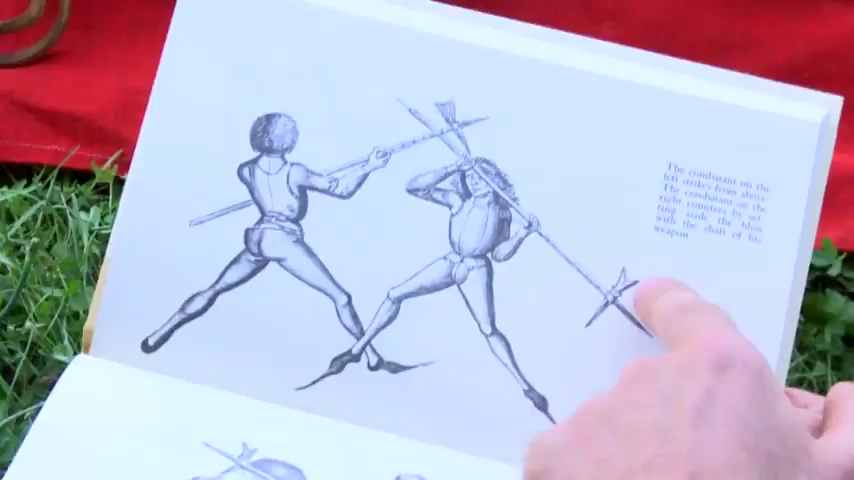 The combatant on the
left strikes from above
The combatant on the
right counters by set-
ting aside the blow
with the shaft of his
weapon